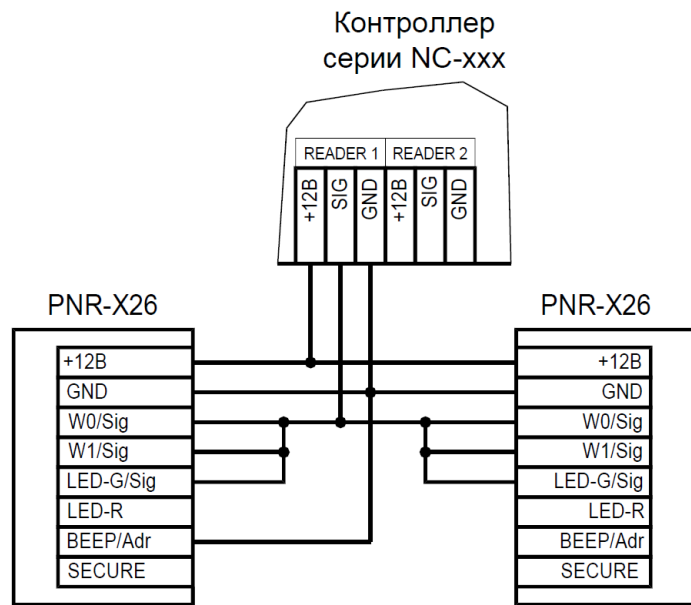 Контроллер
серии NC-xxx
READER 1 READER 2
+12В SIG GND +12В SIG GND
PNR-X26
+12В
GND
W0/Sig
W1/Sig
LED-G/Sig
LED-R
BEEP/Adr
SECURE
PNR-X26
+12В
GND
W0/Sig
W1/Sig
LED-G/Sig
LED-R
BEEP/Adr
SECURE